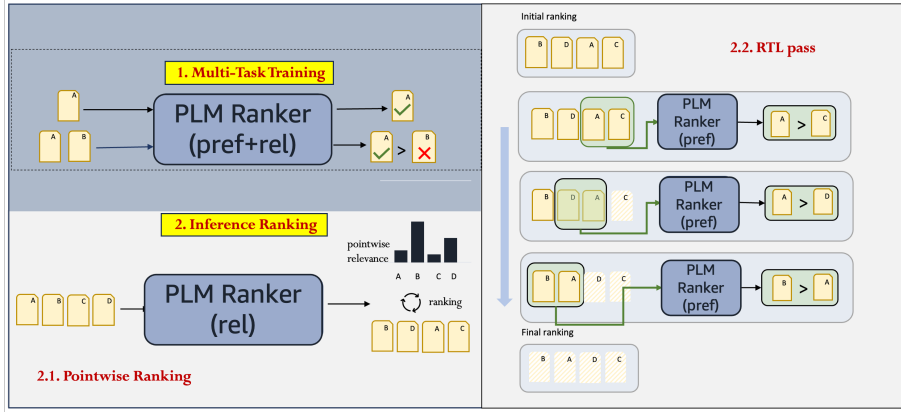 1. Multi-Task Training
A
A
B
PLM Ranker
(pref+rel)
A
A
>
B
2. Inference Ranking
pointwise
relevance
A B C D
ranking
A B C D
PLM Ranker
(rel)
B D A C
2.1. Pointwise Ranking
Initial ranking
B D A C
2.2. RTL pass
B D A C
PLM
Ranker
(pref)
A > C
B D A C
PLM
Ranker
(pref)
A > D
B A D C
PLM
Ranker
(pref)
B > A
Final ranking
B A D C